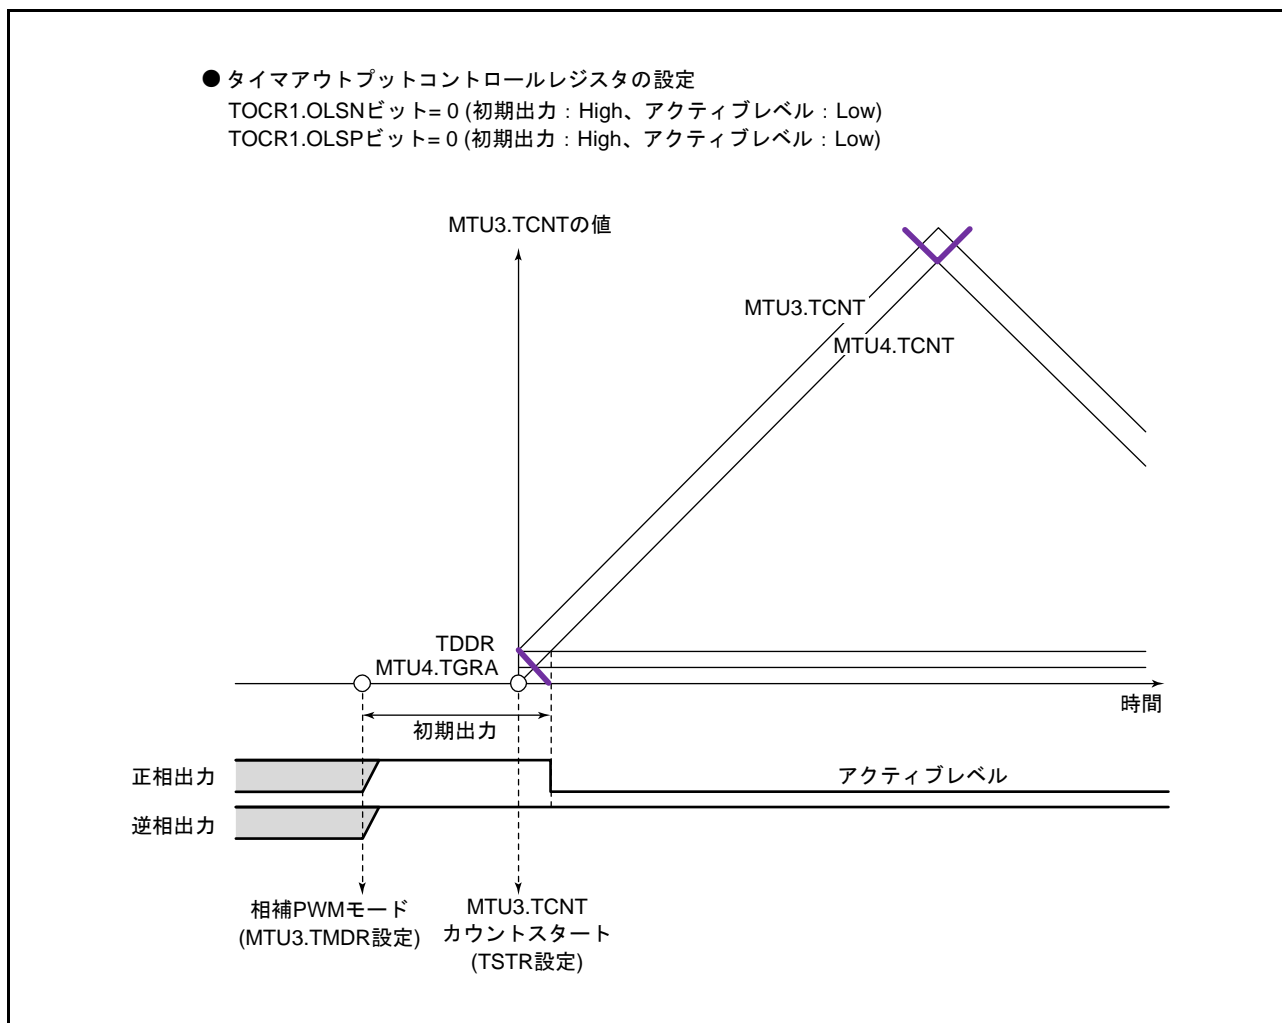 ● タイマアウトプットコントロールレジスタの設定
TOCR1.OLSNビット= 0 (初期出力：High、アクティブレベル：Low)
TOCR1.OLSPビット= 0 (初期出力：High、アクティブレベル：Low)
MTU3.TCNTの値
MTU3.TCNT
MTU4.TCNT
TDDR
MTU4.TGRA
時間
初期出力
正相出力
アクティブレベル
逆相出力
相補PWMモード
(MTU3.TMDR設定)
MTU3.TCNT
カウントスタート
(TSTR設定)